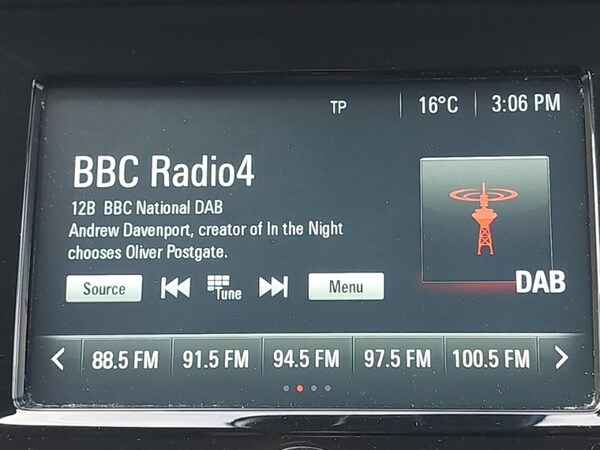 TP 16°C 3:06 PM
BBC Radio4
12B BBC National DAB
Andrew Davenport, creator of In the Night
chooses Oliver Postgate.
Source Tune Menu
DAB
88.5 FM 91.5 FM 94.5 FM 97.5 FM 100.5 FM